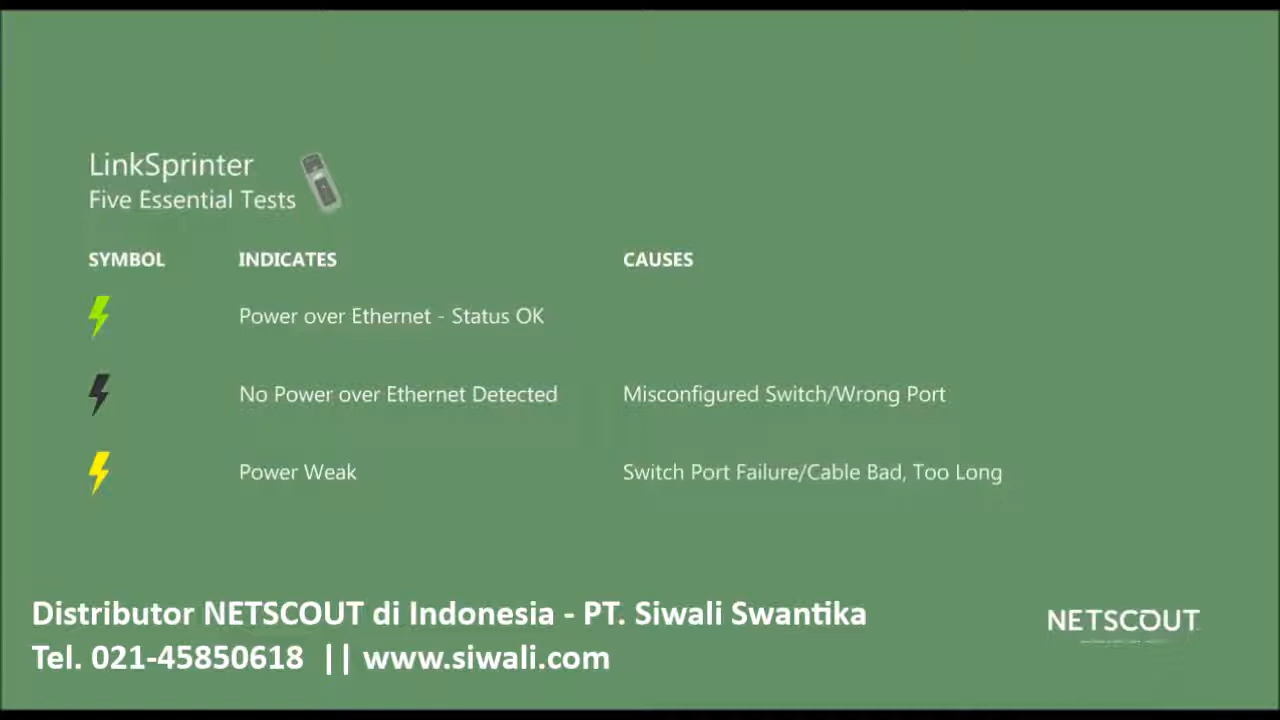 LinkSprinter
Five Essential Tests
SYMBOL INDICATES CAUSES
Power over Ethernet - Status OK
No Power over Ethernet Detected Misconfigured Switch/Wrong Port
Power Weak Switch Port Failure/Cable Bad, Too Long
Distributor NETSCOUT di Indonesia - PT. Siwali Swantika
NETSCOUT
Tel. 021-45850618 || www.siwali.com